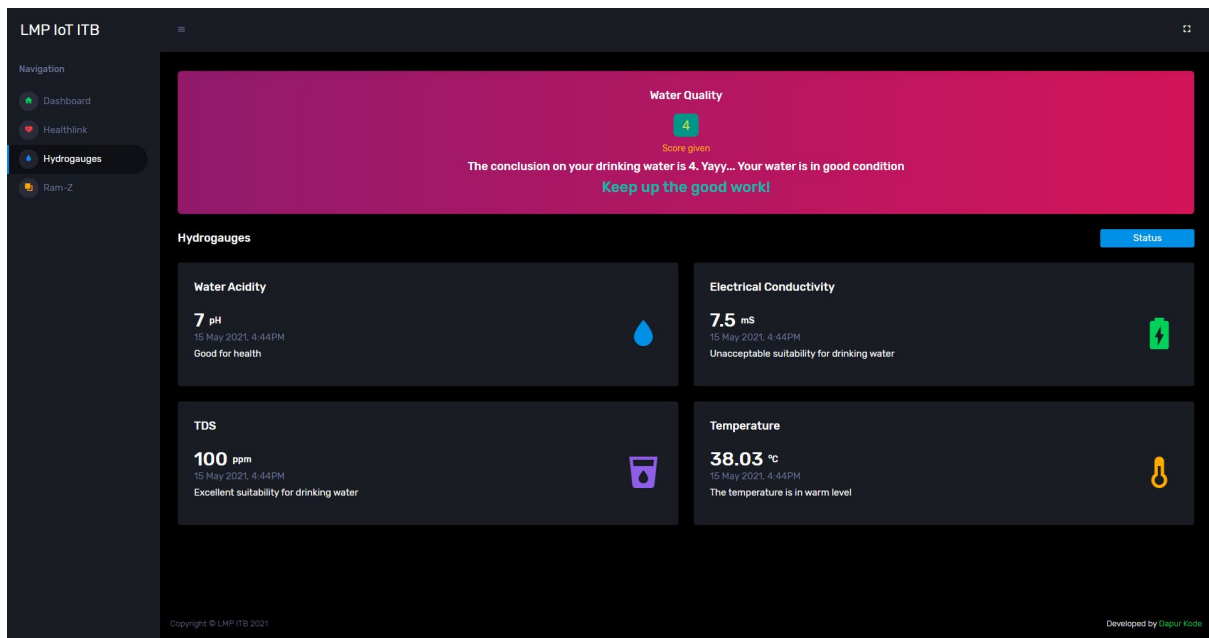 LMP IoT ITB
Navigation
Dashboard
Healthlink
Hydrogauges
Ram-Z
Water Quality
4
Score given
The conclusion on your drinking water is 4. Yayy... Your water is in good condition
Keep up the good work!
Hydrogauges
Status
Water Acidity
7 pH
15 May 2021, 4:44PM
Good for health
Electrical Conductivity
7.5 mS
15 May 2021, 4:44PM
Unacceptable suitability for drinking water
TDS
100 ppm
15 May 2021, 4:44PM
Excellent suitability for drinking water
Temperature
38.03 °C
15 May 2021, 4:44PM
The temperature is in warm level
Copyright © LMP ITB 2021
Developed by Dapur Kode